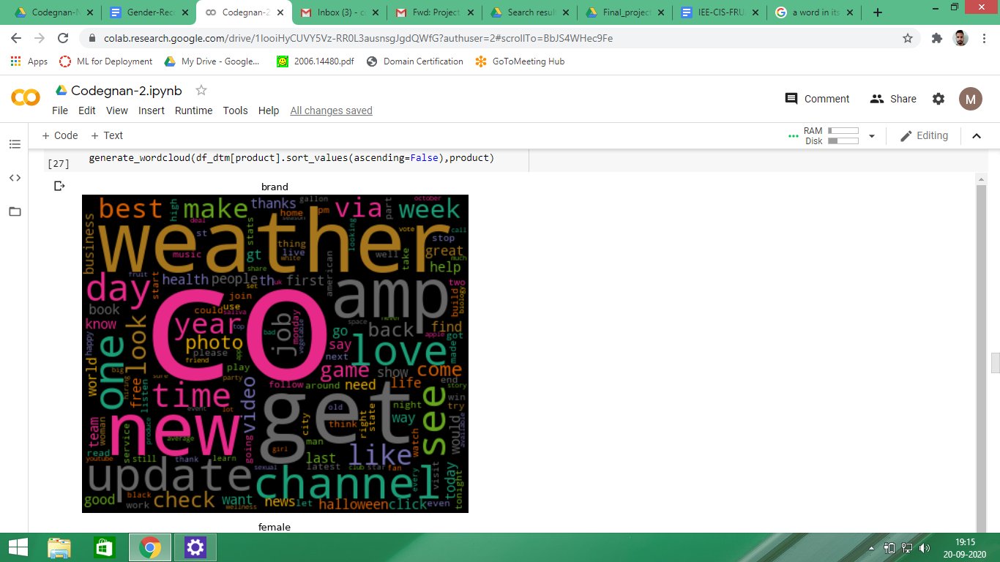 Codegnan-N
Gender-Rec
Codegnan-2
Inbox (3) - c
Fwd: Project
Search resul
Final_project
IEE-CIS-FRU
a word in its
colab.research.google.com/drive/1IooiHyCUVY5Vz-RR0L3ausnsgJgdQWfG?authuser=2#scrollTo=BbJS4WHec9Fe
Apps ML for Deployment My Drive - Google... 2006.14480.pdf Domain Certification GoToMeeting Hub
CO Codegnan-2.ipynb Comment Share M
File Edit View Insert Runtime Tools Help All changes saved
+ Code + Text RAM Disk Editing
[27] generate_wordcloud(df_dtm[product].sort_values(ascending=False),product)
brand
best high make thanks gallon via part october week
business deal st stats home season pm looking vote call
weather
music gt thing live white share well take stop great much help
fruit
day start health people th uk set first american amp two build biology
book join could use saliva
know look year top bad job monday vegetable space never go back find apple got
happy photo please app say love made
one friend play next game show come
world big sure party follow around need life end story
hiring free listen time video old night win try
event lot get city right state way see would available
new think
team woman service produce average going girl man watch
read youtube still thank learn last like
sexual latest club star fan every visit today tonight
update channel
good black work check want wellness news let halloween click even
female
19:15
20-09-2020